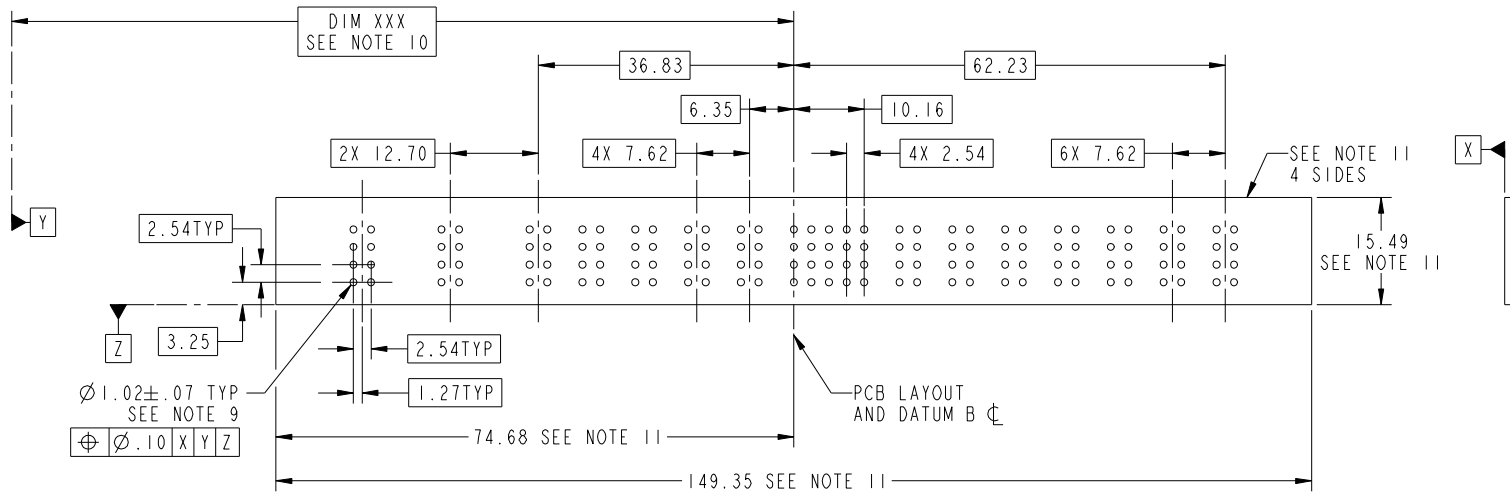 DIM XXX
SEE NOTE 10
36.83
62.23
6.35
10.16
2X 12.70
4X 7.62
4X 2.54
6X 7.62
SEE NOTE 11
4 SIDES
X
Y
2.54TYP
15.49
SEE NOTE 11
Z
3.25
2.54TYP
Ø1.02±.07 TYP
SEE NOTE 9
1.27TYP
⌖ Ø.10 X Y Z
PCB LAYOUT
AND DATUM B ℄
74.68 SEE NOTE 11
149.35 SEE NOTE 11